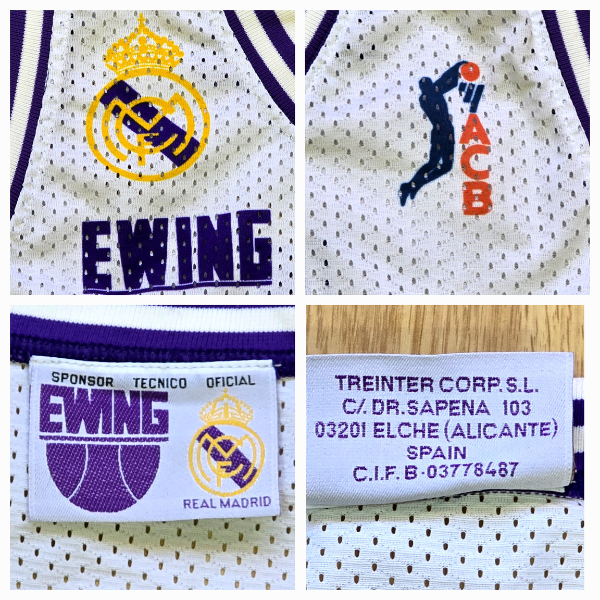 EWING
ACB
SPONSOR TECNICO OFICIAL
EWING
REAL MADRID
TREINTER CORP. S.L.
C/. DR. SAPENA 103
03201 ELCHE (ALICANTE)
SPAIN
C.I.F. B-03778487